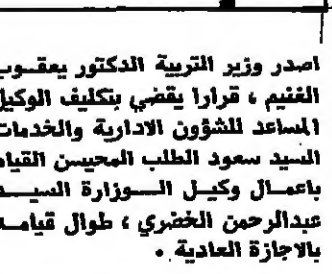 اصدر وزير التربية الدكتور يعقوب
الغنيم ، قرارا يقضي بتكليف الوكيل
المساعد للشؤون الادارية والخدمات
السيد سعود الطلب المحيسن القيام
باعمال وكيل الوزارة السيد
عبدالرحمن الخضري ، طوال قيامه
بالاجازة العادية .